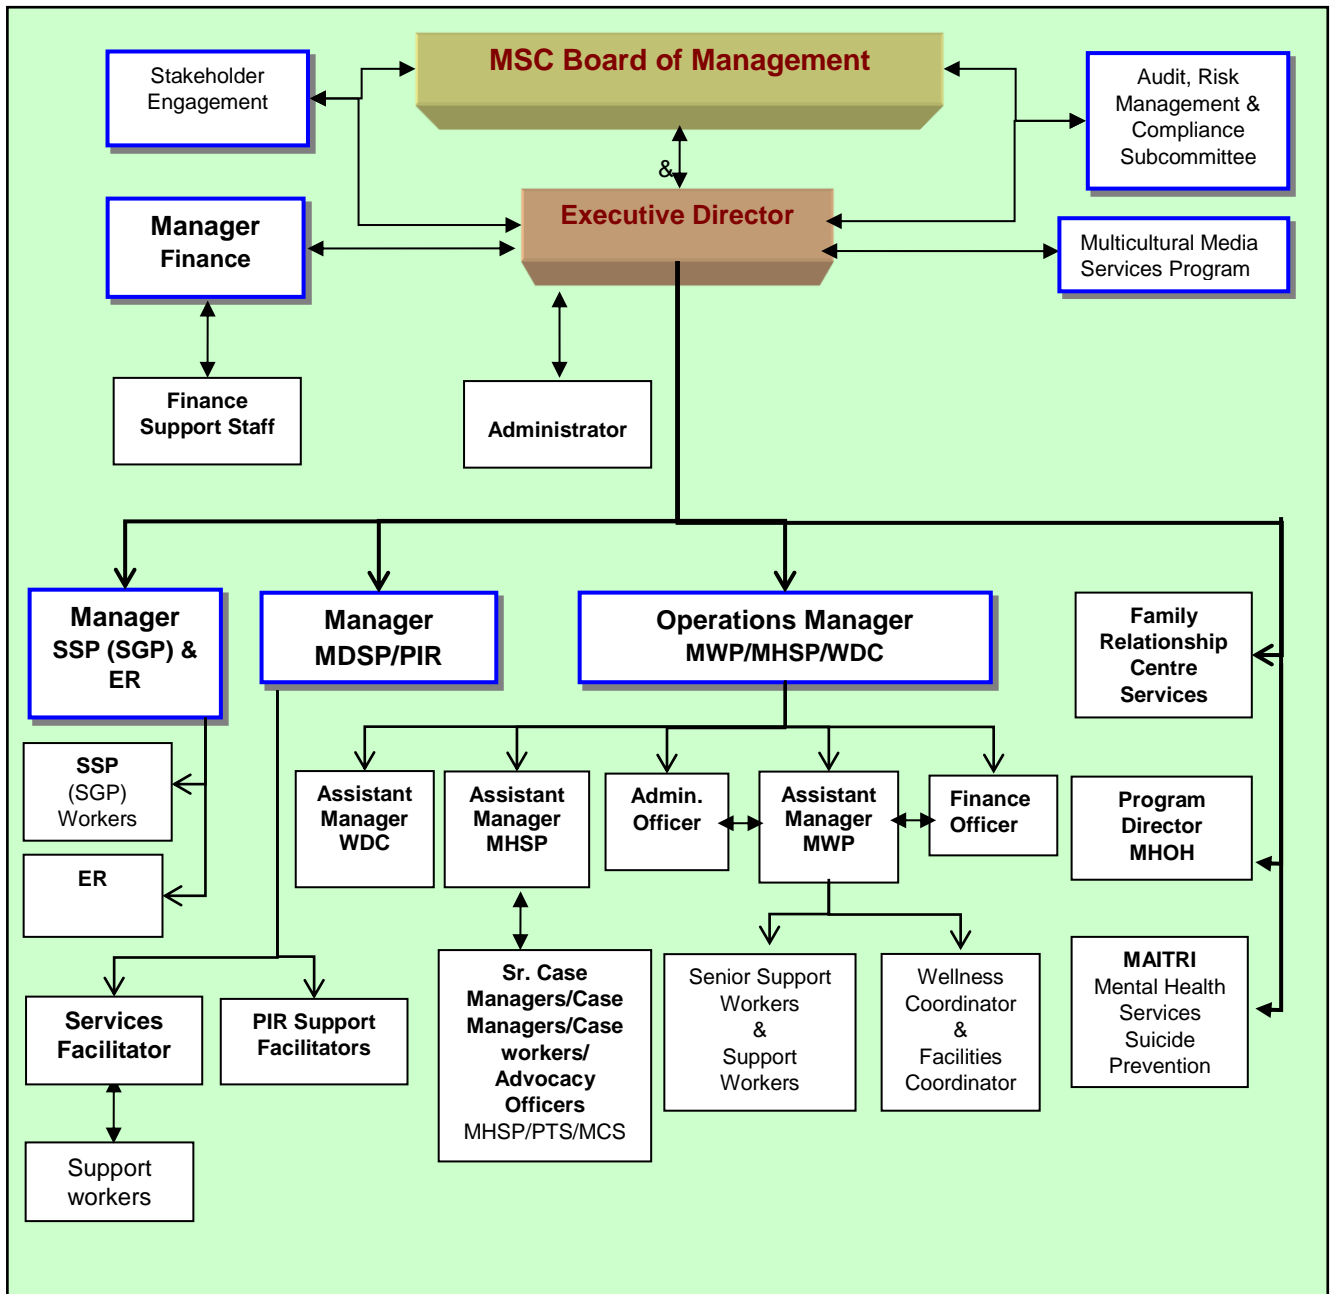 MSC Board of Management
Stakeholder
Engagement
Audit, Risk
Management &
Compliance
Subcommittee
&
Executive Director
Manager
Finance
Multicultural Media
Services Program
Finance
Support Staff
Administrator
Manager
SSP (SGP) &
ER
Manager
MDSP/PIR
Operations Manager
MWP/MHSP/WDC
Family
Relationship
Centre
Services
SSP
(SGP)
Workers
ER
Assistant
Manager
WDC
Assistant
Manager
MHSP
Admin.
Officer
Assistant
Manager
MWP
Finance
Officer
Program
Director
MHOH
Services
Facilitator
PIR Support
Facilitators
Sr. Case
Managers/Case
Managers/Case
workers/
Advocacy
Officers
MHSP/PTS/MCS
Senior Support
Workers
&
Support
Workers
Wellness
Coordinator
&
Facilities
Coordinator
MAITRI
Mental Health
Services
Suicide
Prevention
Support
workers